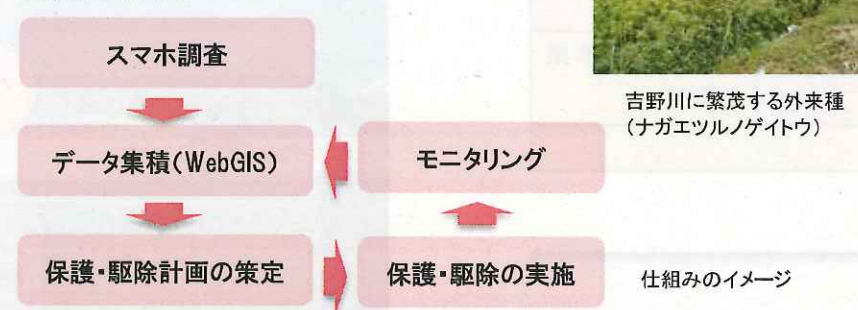 スマホ調査
吉野川に繁茂する外来種
(ナガエツルノゲイトウ)
データ集積(WebGIS)
モニタリング
保護・駆除計画の策定
保護・駆除の実施
仕組みのイメージ